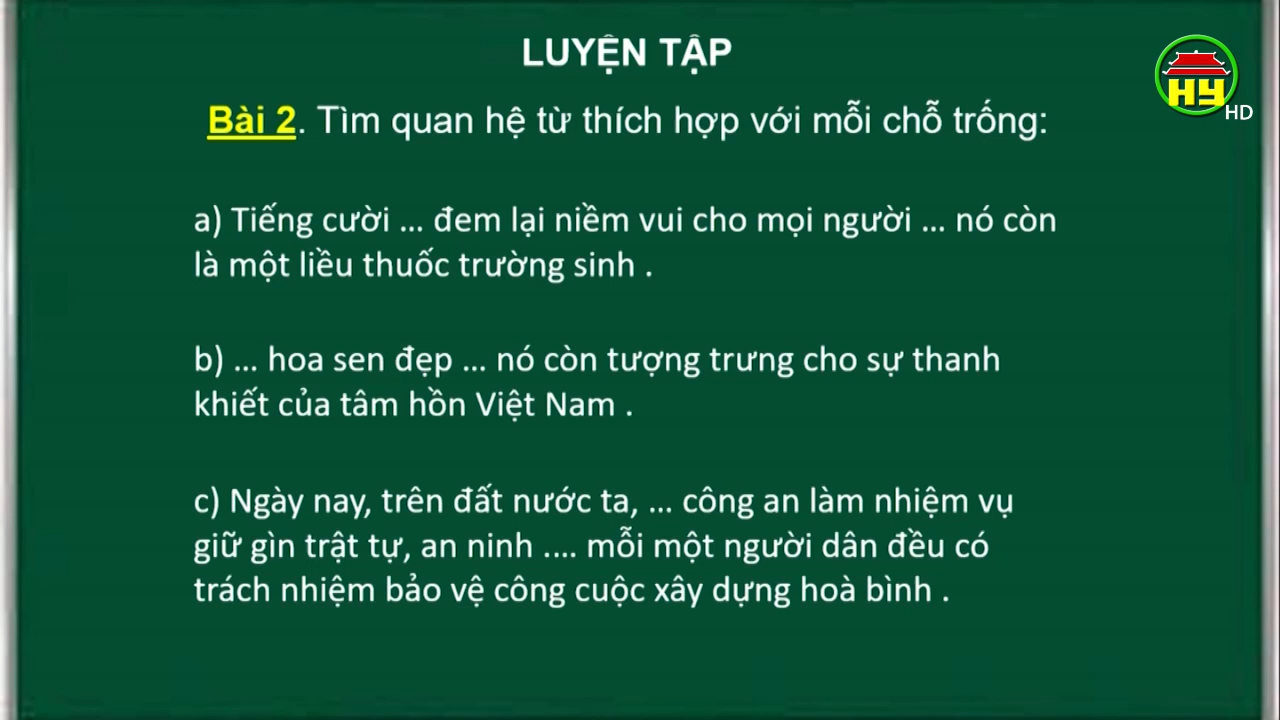 LUYỆN TẬP
HY
HD
Bài 2. Tìm quan hệ từ thích hợp với mỗi chỗ trống:
a) Tiếng cười ... đem lại niềm vui cho mọi người ... nó còn
là một liều thuốc trường sinh .
b) ... hoa sen đẹp ... nó còn tượng trưng cho sự thanh
khiết của tâm hồn Việt Nam .
c) Ngày nay, trên đất nước ta, ... công an làm nhiệm vụ
giữ gìn trật tự, an ninh .... mỗi một người dân đều có
trách nhiệm bảo vệ công cuộc xây dựng hoà bình .